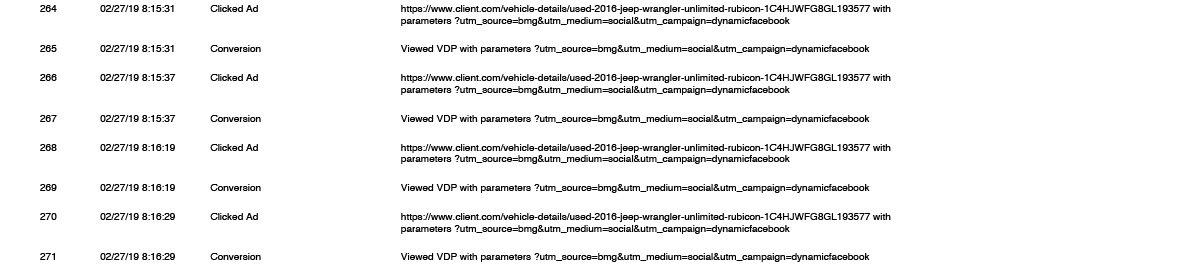 264 02/27/19 8:15:31 Clicked Ad https://www.client.com/vehicle-details/used-2016-jeep-wrangler-unlimited-rubicon-1C4HJWFG8GL193577 with
parameters ?utm_source=bmg&utm_medium=social&utm_campaign=dynamicfacebook
265 02/27/19 8:15:31 Conversion Viewed VDP with parameters ?utm_source=bmg&utm_medium=social&utm_campaign=dynamicfacebook
266 02/27/19 8:15:37 Clicked Ad https://www.client.com/vehicle-details/used-2016-jeep-wrangler-unlimited-rubicon-1C4HJWFG8GL193577 with
parameters ?utm_source=bmg&utm_medium=social&utm_campaign=dynamicfacebook
267 02/27/19 8:15:37 Conversion Viewed VDP with parameters ?utm_source=bmg&utm_medium=social&utm_campaign=dynamicfacebook
268 02/27/19 8:16:19 Clicked Ad https://www.client.com/vehicle-details/used-2016-jeep-wrangler-unlimited-rubicon-1C4HJWFG8GL193577 with
parameters ?utm_source=bmg&utm_medium=social&utm_campaign=dynamicfacebook
269 02/27/19 8:16:19 Conversion Viewed VDP with parameters ?utm_source=bmg&utm_medium=social&utm_campaign=dynamicfacebook
270 02/27/19 8:16:29 Clicked Ad https://www.client.com/vehicle-details/used-2016-jeep-wrangler-unlimited-rubicon-1C4HJWFG8GL193577 with
parameters ?utm_source=bmg&utm_medium=social&utm_campaign=dynamicfacebook
271 02/27/19 8:16:29 Conversion Viewed VDP with parameters ?utm_source=bmg&utm_medium=social&utm_campaign=dynamicfacebook